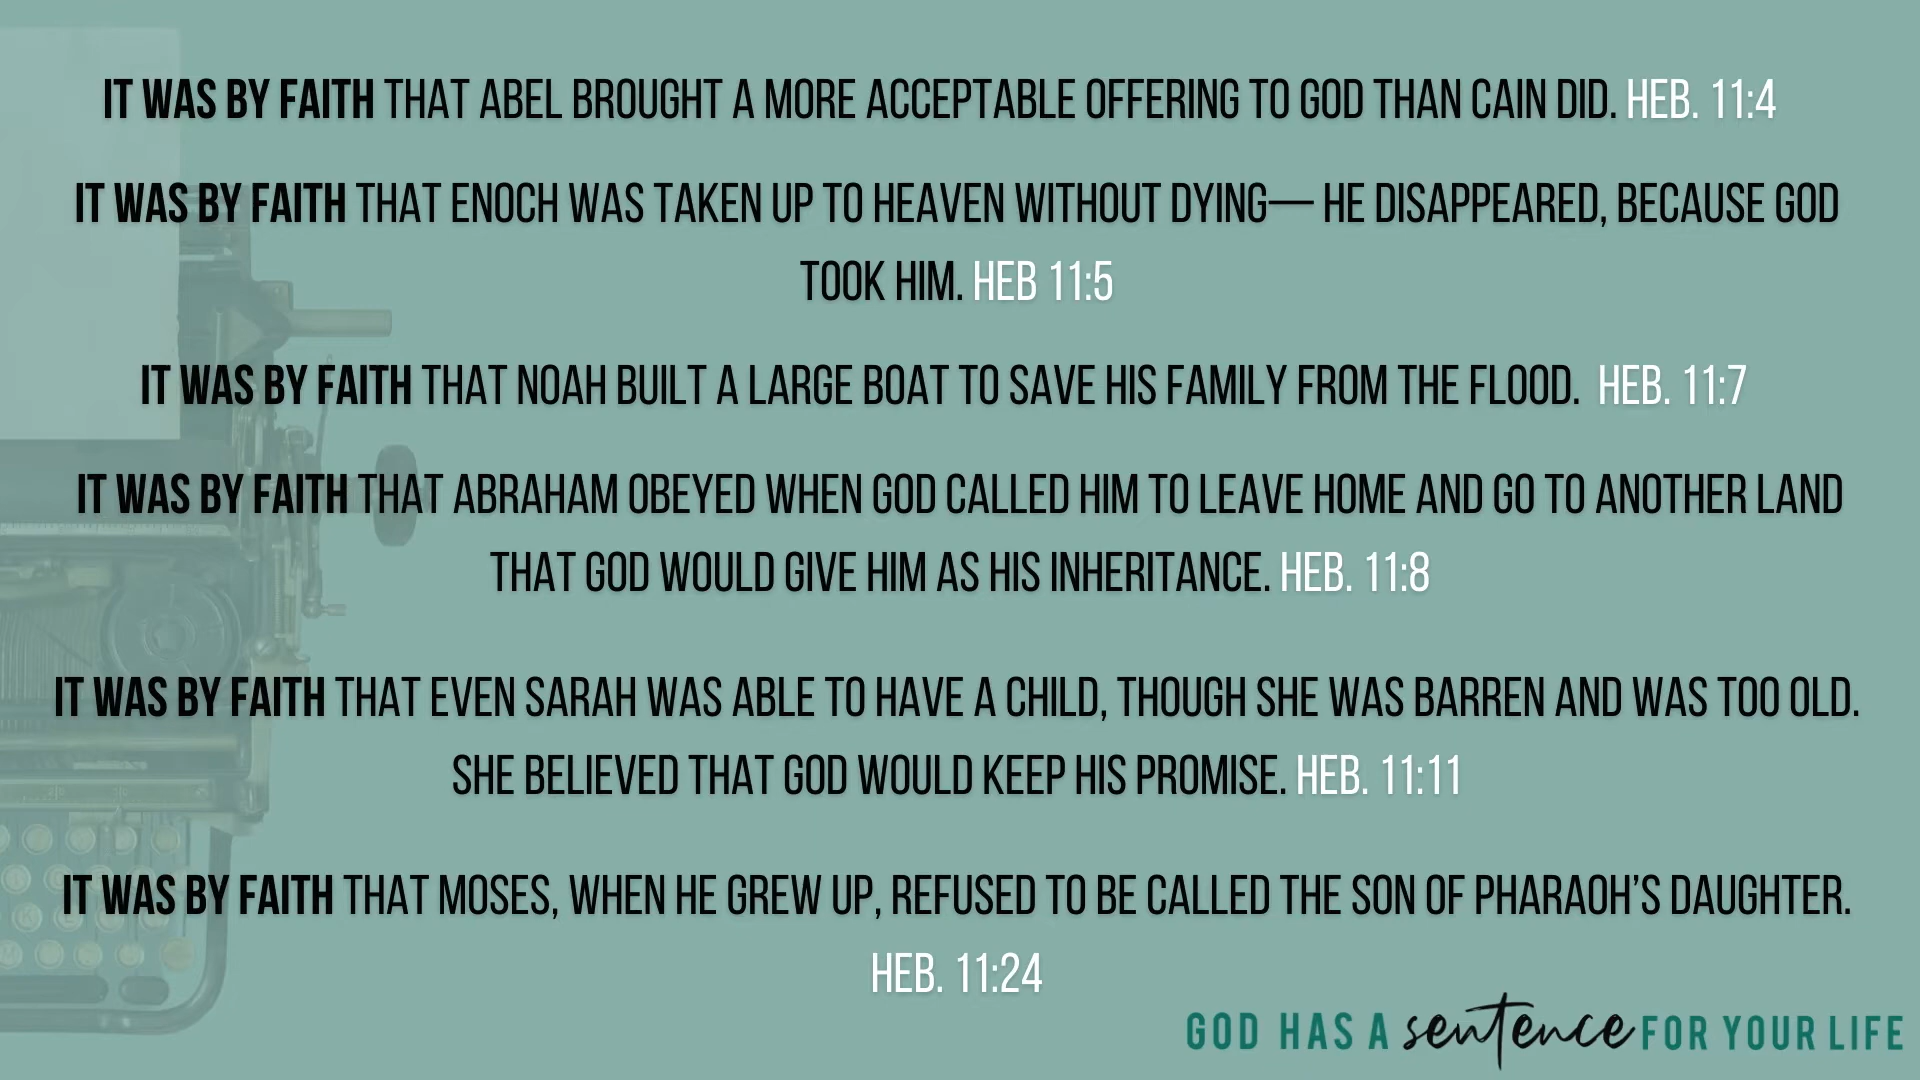 IT WAS BY FAITH THAT ABEL BROUGHT A MORE ACCEPTABLE OFFERING TO GOD THAN CAIN DID. HEB. 11:4
IT WAS BY FAITH THAT ENOCH WAS TAKEN UP TO HEAVEN WITHOUT DYING— HE DISAPPEARED, BECAUSE GOD
TOOK HIM. HEB 11:5
IT WAS BY FAITH THAT NOAH BUILT A LARGE BOAT TO SAVE HIS FAMILY FROM THE FLOOD. HEB. 11:7
IT WAS BY FAITH THAT ABRAHAM OBEYED WHEN GOD CALLED HIM TO LEAVE HOME AND GO TO ANOTHER LAND
THAT GOD WOULD GIVE HIM AS HIS INHERITANCE. HEB. 11:8
IT WAS BY FAITH THAT EVEN SARAH WAS ABLE TO HAVE A CHILD, THOUGH SHE WAS BARREN AND WAS TOO OLD.
SHE BELIEVED THAT GOD WOULD KEEP HIS PROMISE. HEB. 11:11
IT WAS BY FAITH THAT MOSES, WHEN HE GREW UP, REFUSED TO BE CALLED THE SON OF PHARAOH’S DAUGHTER.
HEB. 11:24
GOD HAS A sentence FOR YOUR LIFE